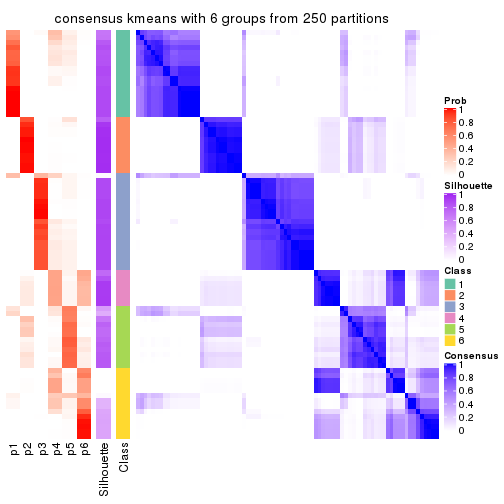 consensus kmeans with 6 groups from 250 partitions
Prob
1
0.8
0.6
0.4
0.2
0
Silhouette
1
0.8
0.6
0.4
0.2
0
Class
1
2
3
4
5
6
Consensus
1
0.8
0.6
0.4
0.2
0
p1
p2
p3
p4
p5
p6
Silhouette
Class